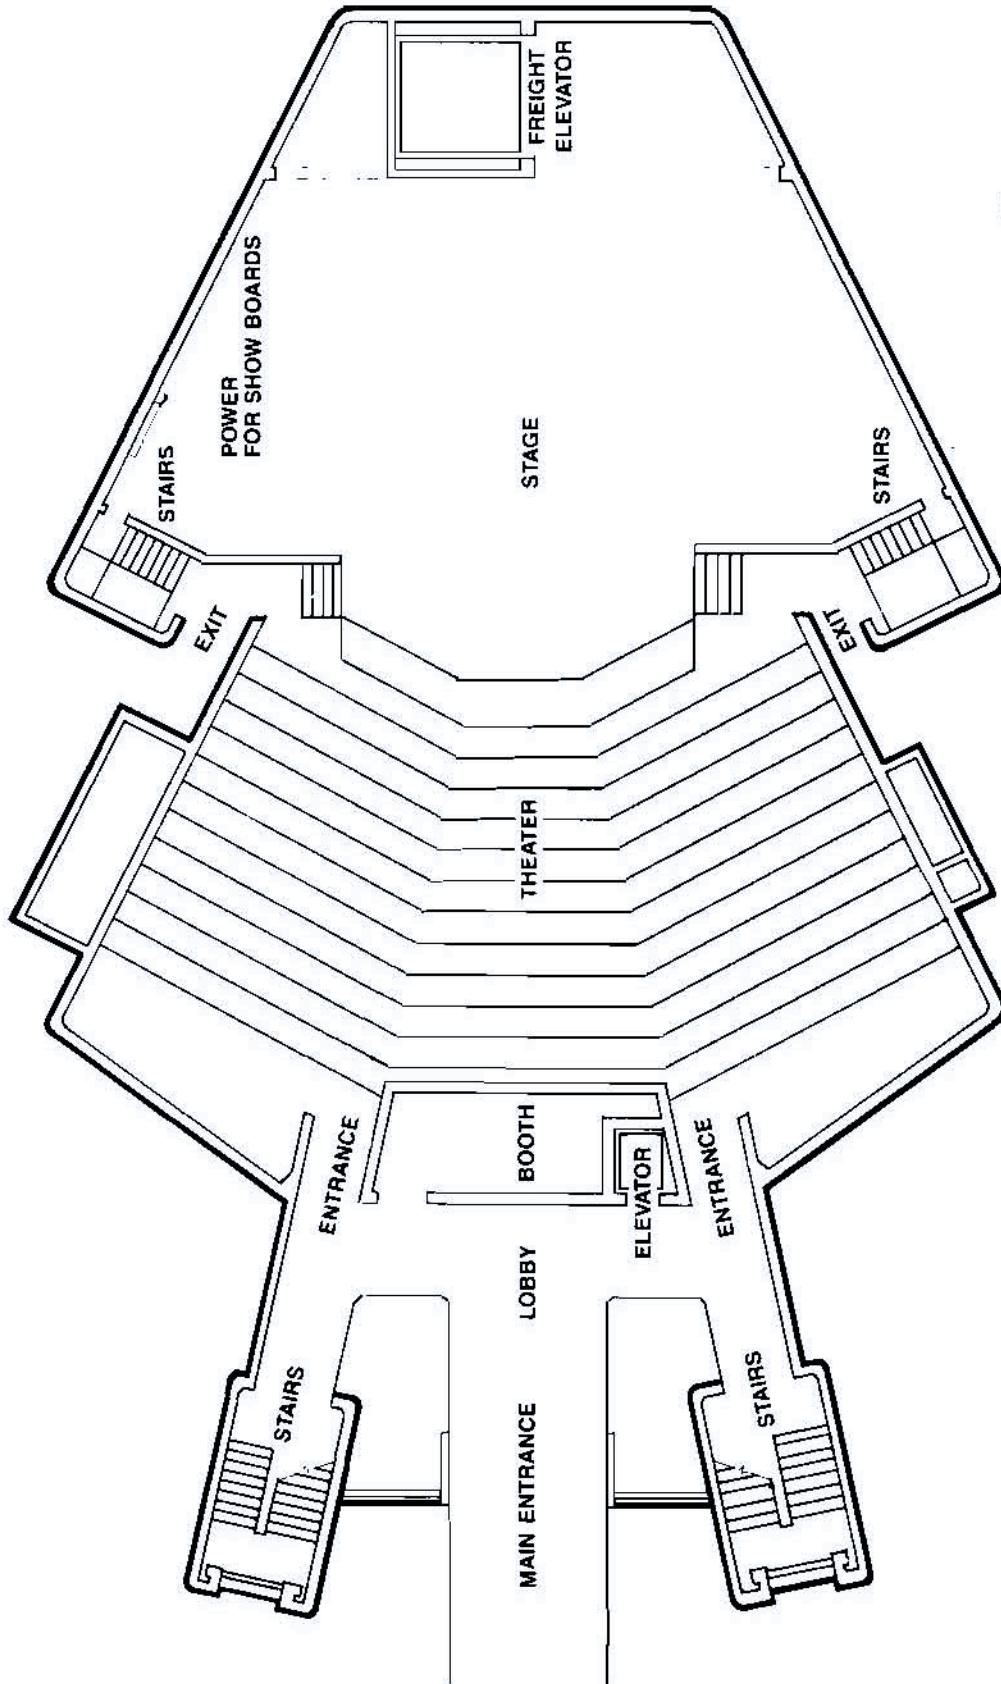 FREIGHT
ELEVATOR
POWER
FOR SHOW BOARDS
STAIRS
STAGE
STAIRS
EXIT
EXIT
THEATER
ENTRANCE
BOOTH
ELEVATOR
ENTRANCE
LOBBY
STAIRS
MAIN ENTRANCE
STAIRS